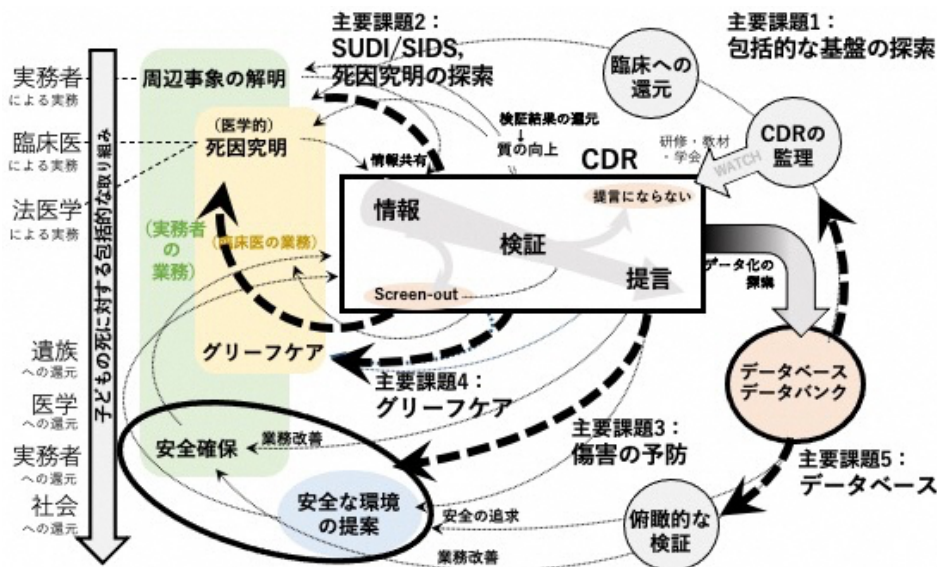 主要課題2：
SUDI/SIDS,
死因究明の探索
主要課題1：
包括的な基盤の探索
実務者
による実務
臨床医
による実務
法医学
による実務
遺族
への還元
医学
への還元
実務者
への還元
社会
への還元
子どもの死に対する包括的な取り組み
周辺事象の解明
(医学的)
死因究明
(実務者
の
業務)
(臨床医の業務)
グリーフケア
安全確保
安全な環境
の提案
情報共有
検証結果の還元
質の向上
CDR
研修・教材
・学会
WATCH
臨床への
還元
CDRの
監理
情報
検証
提言
提言にならない
Screen-out
データ化の
探索
データベース
データバンク
主要課題4：
グリーフケア
主要課題3：
傷害の予防
主要課題5：
データベース
業務改善
安全の追求
業務改善
俯瞰的な
検証